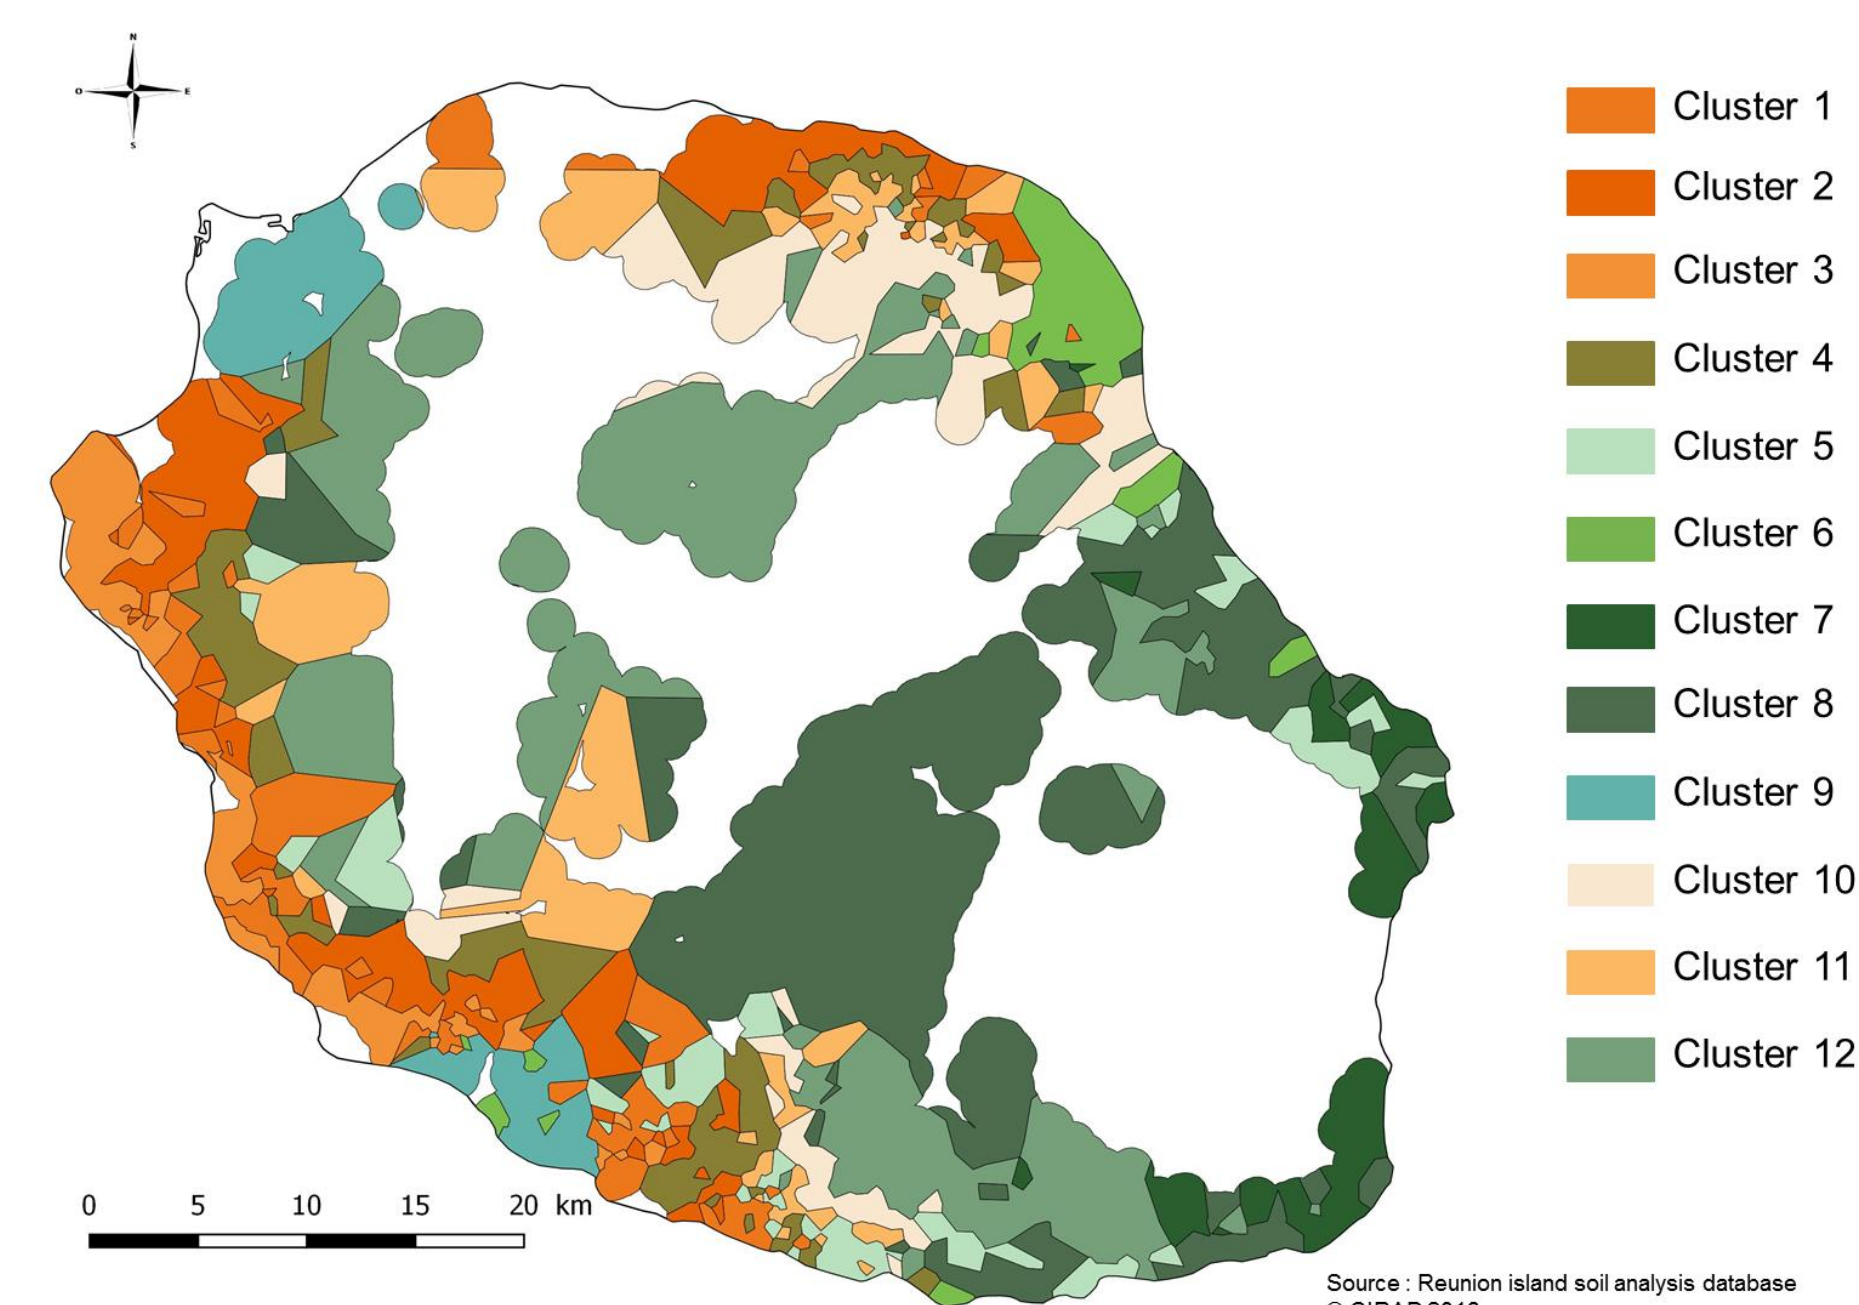 N
O E
S
Cluster 1
Cluster 2
Cluster 3
Cluster 4
Cluster 5
Cluster 6
Cluster 7
Cluster 8
Cluster 9
Cluster 10
Cluster 11
Cluster 12
0 5 10 15 20 km
Source : Reunion island soil analysis database